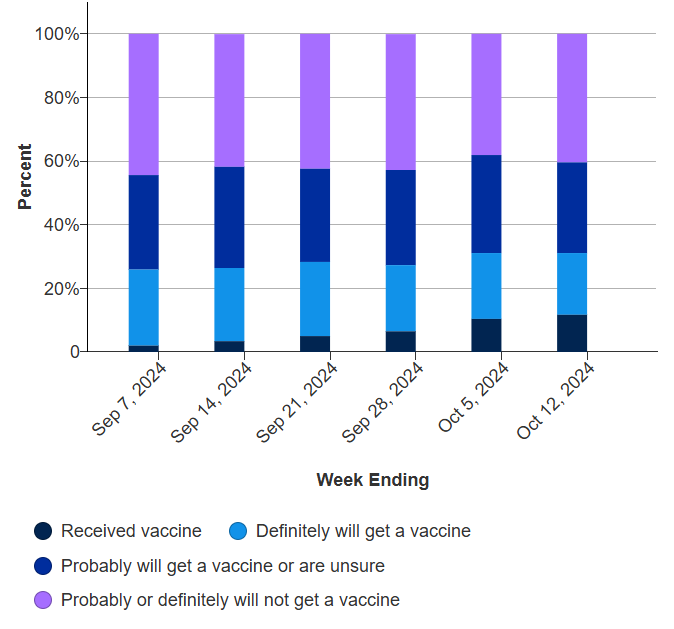 100%
80%
60%
40%
20%
0
Percent
Sep 7, 2024
Sep 14, 2024
Sep 21, 2024
Sep 28, 2024
Oct 5, 2024
Oct 12, 2024
Week Ending
Received vaccine
Definitely will get a vaccine
Probably will get a vaccine or are unsure
Probably or definitely will not get a vaccine